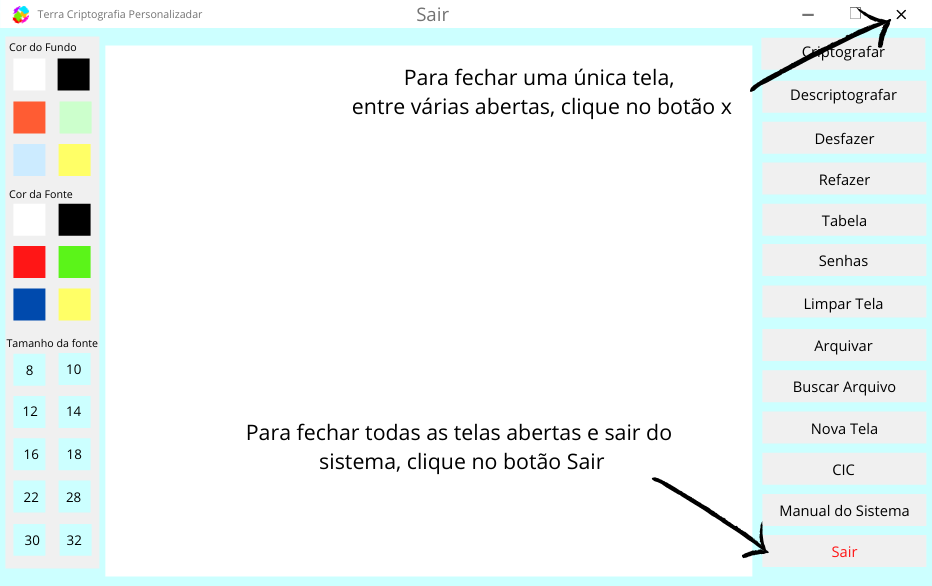 Terra Criptografia Personalizadar
Sair
Cor do Fundo
Cor da Fonte
Tamanho da fonte
8 10
12 14
16 18
22 28
30 32
Para fechar uma única tela,
entre várias abertas, clique no botão x
Para fechar todas as telas abertas e sair do
sistema, clique no botão Sair
Criptografar
Descriptografar
Desfazer
Refazer
Tabela
Senhas
Limpar Tela
Arquivar
Buscar Arquivo
Nova Tela
CIC
Manual do Sistema
Sair